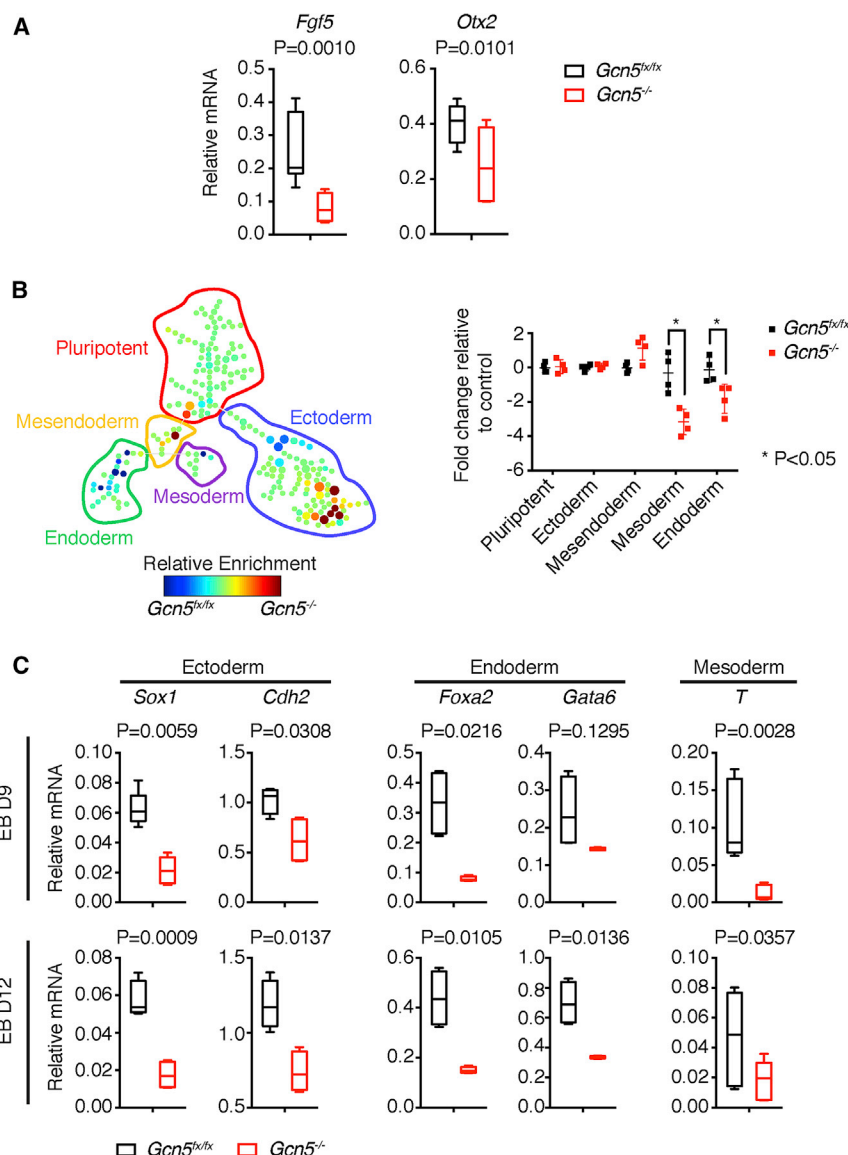 A
Fgf5 Otx2
P=0.0010 P=0.0101
Relative mRNA
0.5
0.4
0.3
0.2
0.1
0.0
0.6
0.4
0.2
0.0
Gcn5fx/fx
Gcn5-/-
B
Pluripotent
Mesendoderm
Ectoderm
Mesoderm
Endoderm
Relative Enrichment
Gcn5fx/fx Gcn5-/-
Fold change relative
to control
2
0
-2
-4
-6
Pluripotent
Ectoderm
Mesendoderm
Mesoderm
Endoderm
* *
Gcn5fx/fx
Gcn5-/-
* P<0.05
C
Ectoderm Endoderm Mesoderm
Sox1 Cdh2 Foxa2 Gata6 T
EB D9
P=0.0059 P=0.0308 P=0.0216 P=0.1295 P=0.0028
Relative mRNA
0.10
0.08
0.06
0.04
0.02
0.00
1.5
1.0
0.5
0.0
0.5
0.4
0.3
0.2
0.1
0.0
0.4
0.3
0.2
0.1
0.0
0.20
0.15
0.10
0.05
0.00
EB D12
P=0.0009 P=0.0137 P=0.0105 P=0.0136 P=0.0357
Relative mRNA
0.08
0.06
0.04
0.02
0.00
1.5
1.0
0.5
0.6
0.4
0.2
0.0
1.0
0.8
0.6
0.4
0.2
0.0
0.10
0.08
0.06
0.04
0.02
0.00
Gcn5fx/fx Gcn5-/-